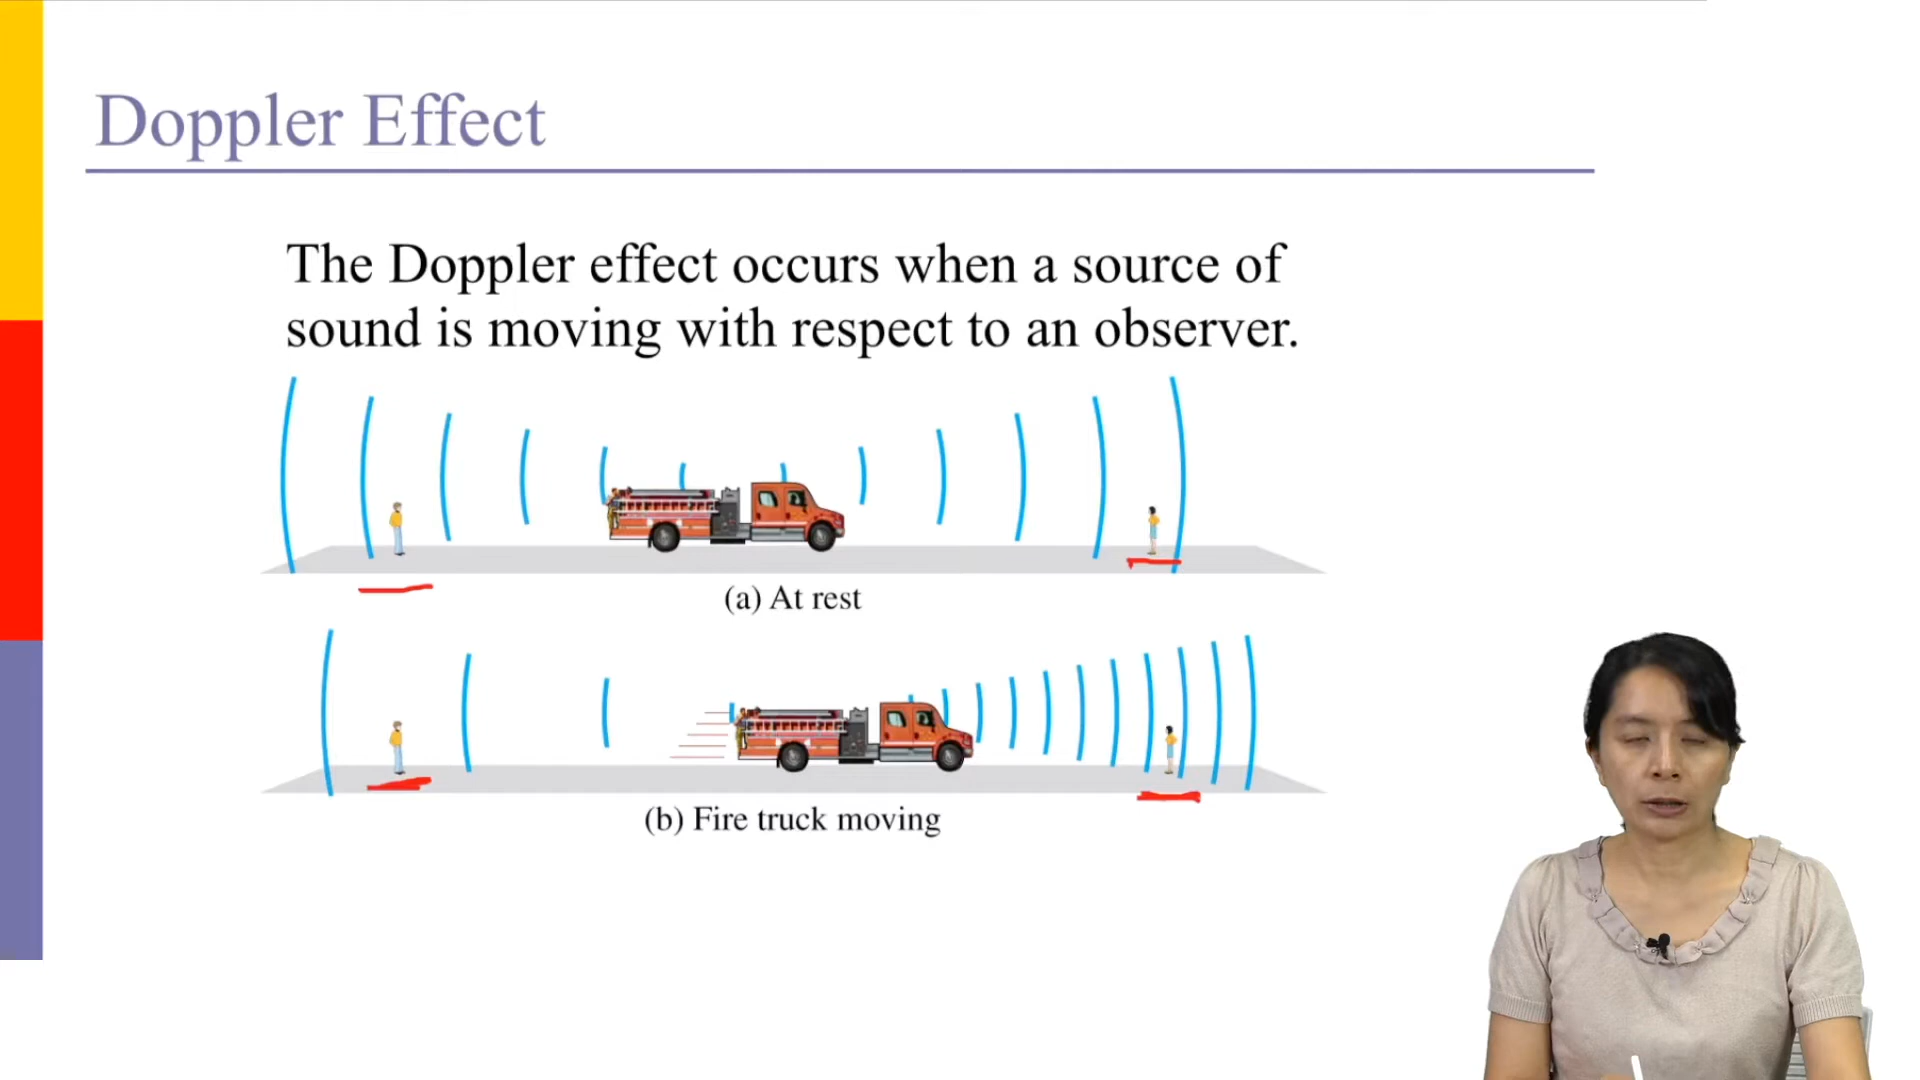 Doppler Effect
The Doppler effect occurs when a source of
sound is moving with respect to an observer.
(a) At rest
(b) Fire truck moving